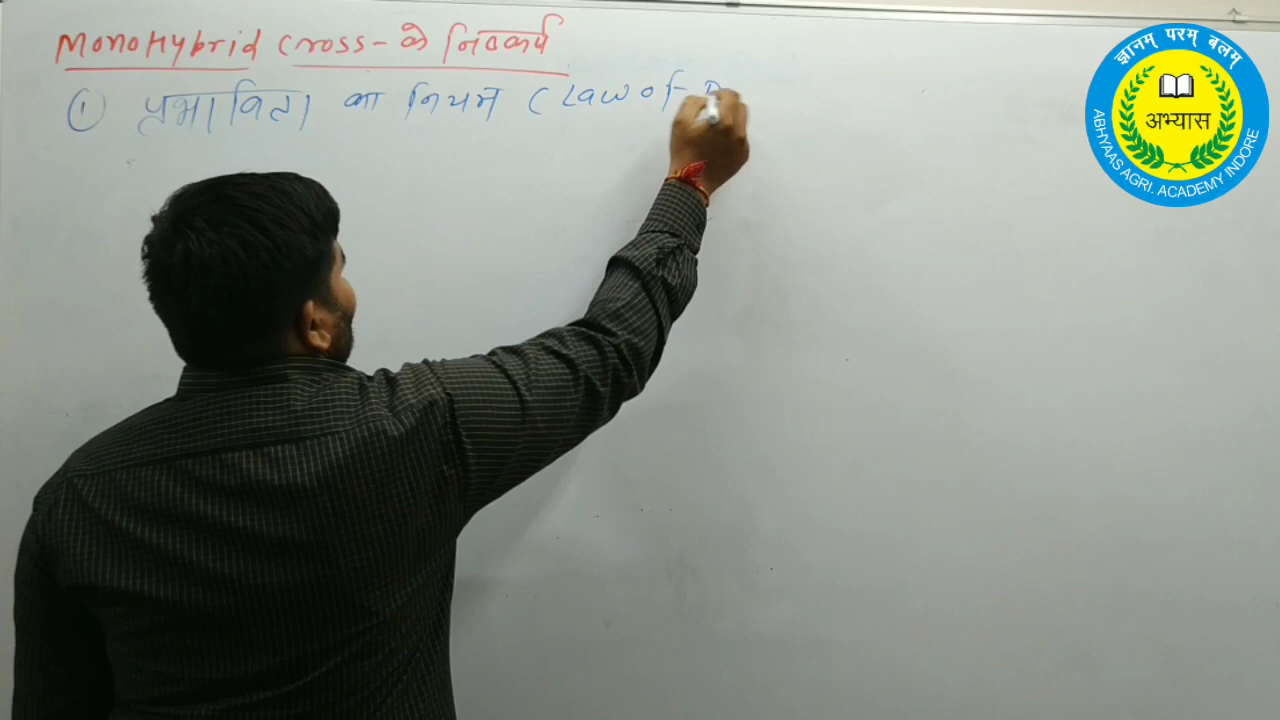 MonoHybrid Cross - के निष्कर्ष
① प्रभाविता का नियम (Law of
ज्ञानम् परम् बलम्
अभ्यास
ABHYAAS AGRI. ACADEMY INDORE